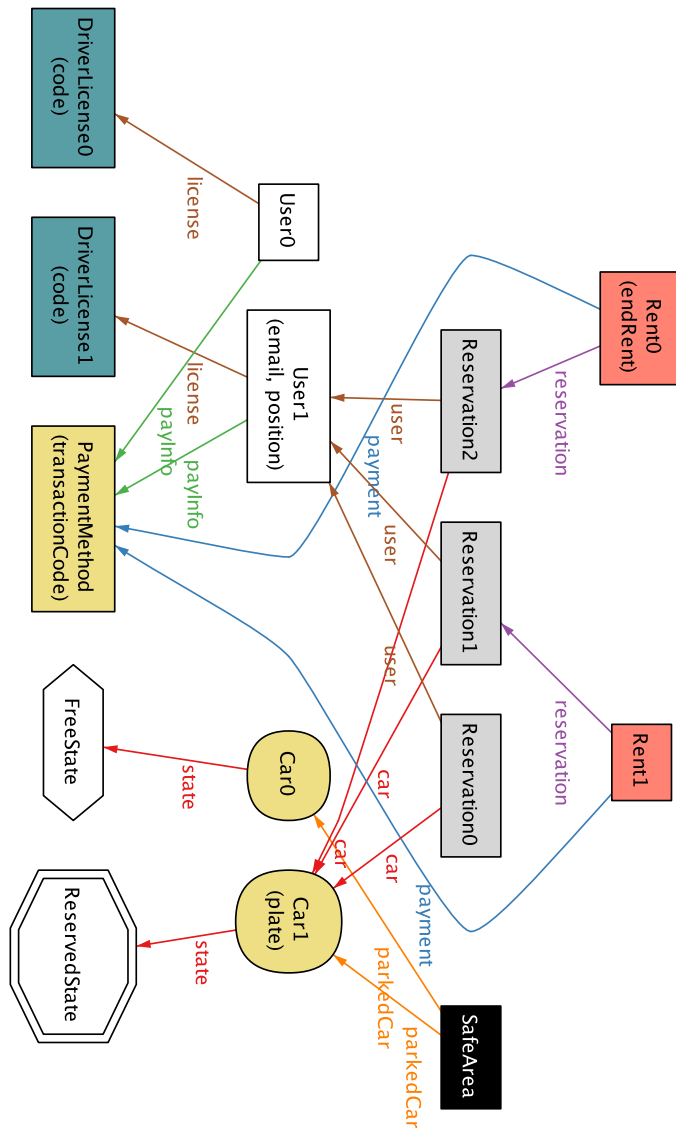 Rent0
(endRent)
Rent1
reservation
reservation
Reservation2
Reservation1
Reservation0
SafeArea
user
payment
user
user
car
car
car
payment
parkedCar
parkedCar
User0
User1
(email, position)
Car0
Car1
(plate)
license
license
payInfo
payInfo
state
state
DriverLicense0
(code)
DriverLicense1
(code)
PaymentMethod
(transactionCode)
FreeState
ReservedState